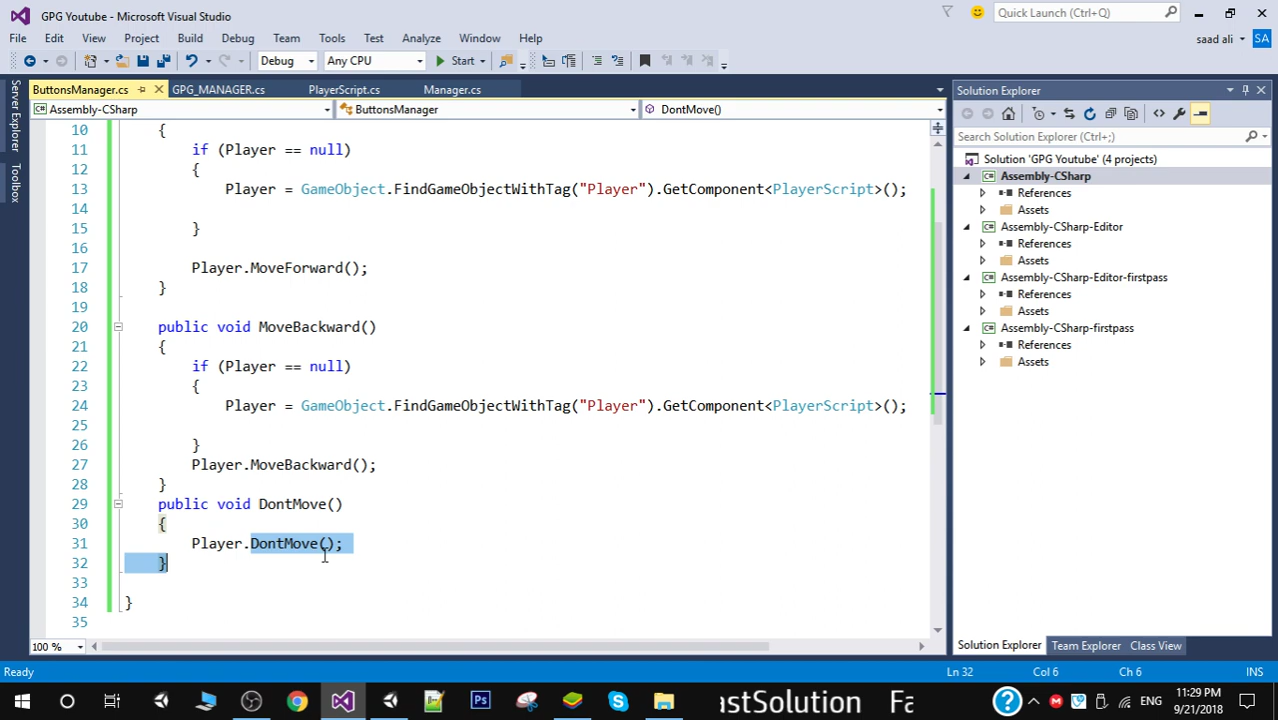 GPG Youtube - Microsoft Visual Studio
Quick Launch (Ctrl+Q)
File Edit View Project Build Debug Team Tools Test Analyze Window Help
saad ali SA
Debug Any CPU Start
Server Explorer
Toolbox
ButtonsManager.cs GPG_MANAGER.cs PlayerScript.cs Manager.cs
Assembly-CSharp ButtonsManager DontMove()
10 {
11 if (Player == null)
12 {
13 Player = GameObject.FindGameObjectWithTag("Player").GetComponent<PlayerScript>();
14
15 }
16
17 Player.MoveForward();
18 }
19
20 public void MoveBackward()
21 {
22 if (Player == null)
23 {
24 Player = GameObject.FindGameObjectWithTag("Player").GetComponent<PlayerScript>();
25
26 }
27 Player.MoveBackward();
28 }
29 public void DontMove()
30 {
31 Player.DontMove();
32 }
33
34 }
35
100 %
Solution Explorer
Search Solution Explorer (Ctrl+;)
Solution 'GPG Youtube' (4 projects)
C# Assembly-CSharp
References
Assets
C# Assembly-CSharp-Editor
References
Assets
C# Assembly-CSharp-Editor-firstpass
References
Assets
C# Assembly-CSharp-firstpass
References
Assets
Solution Explorer Team Explorer Class View
Ready Ln 32 Col 6 Ch 6 INS
Ps
astSolution Fa
ENG
11:29 PM
9/21/2018